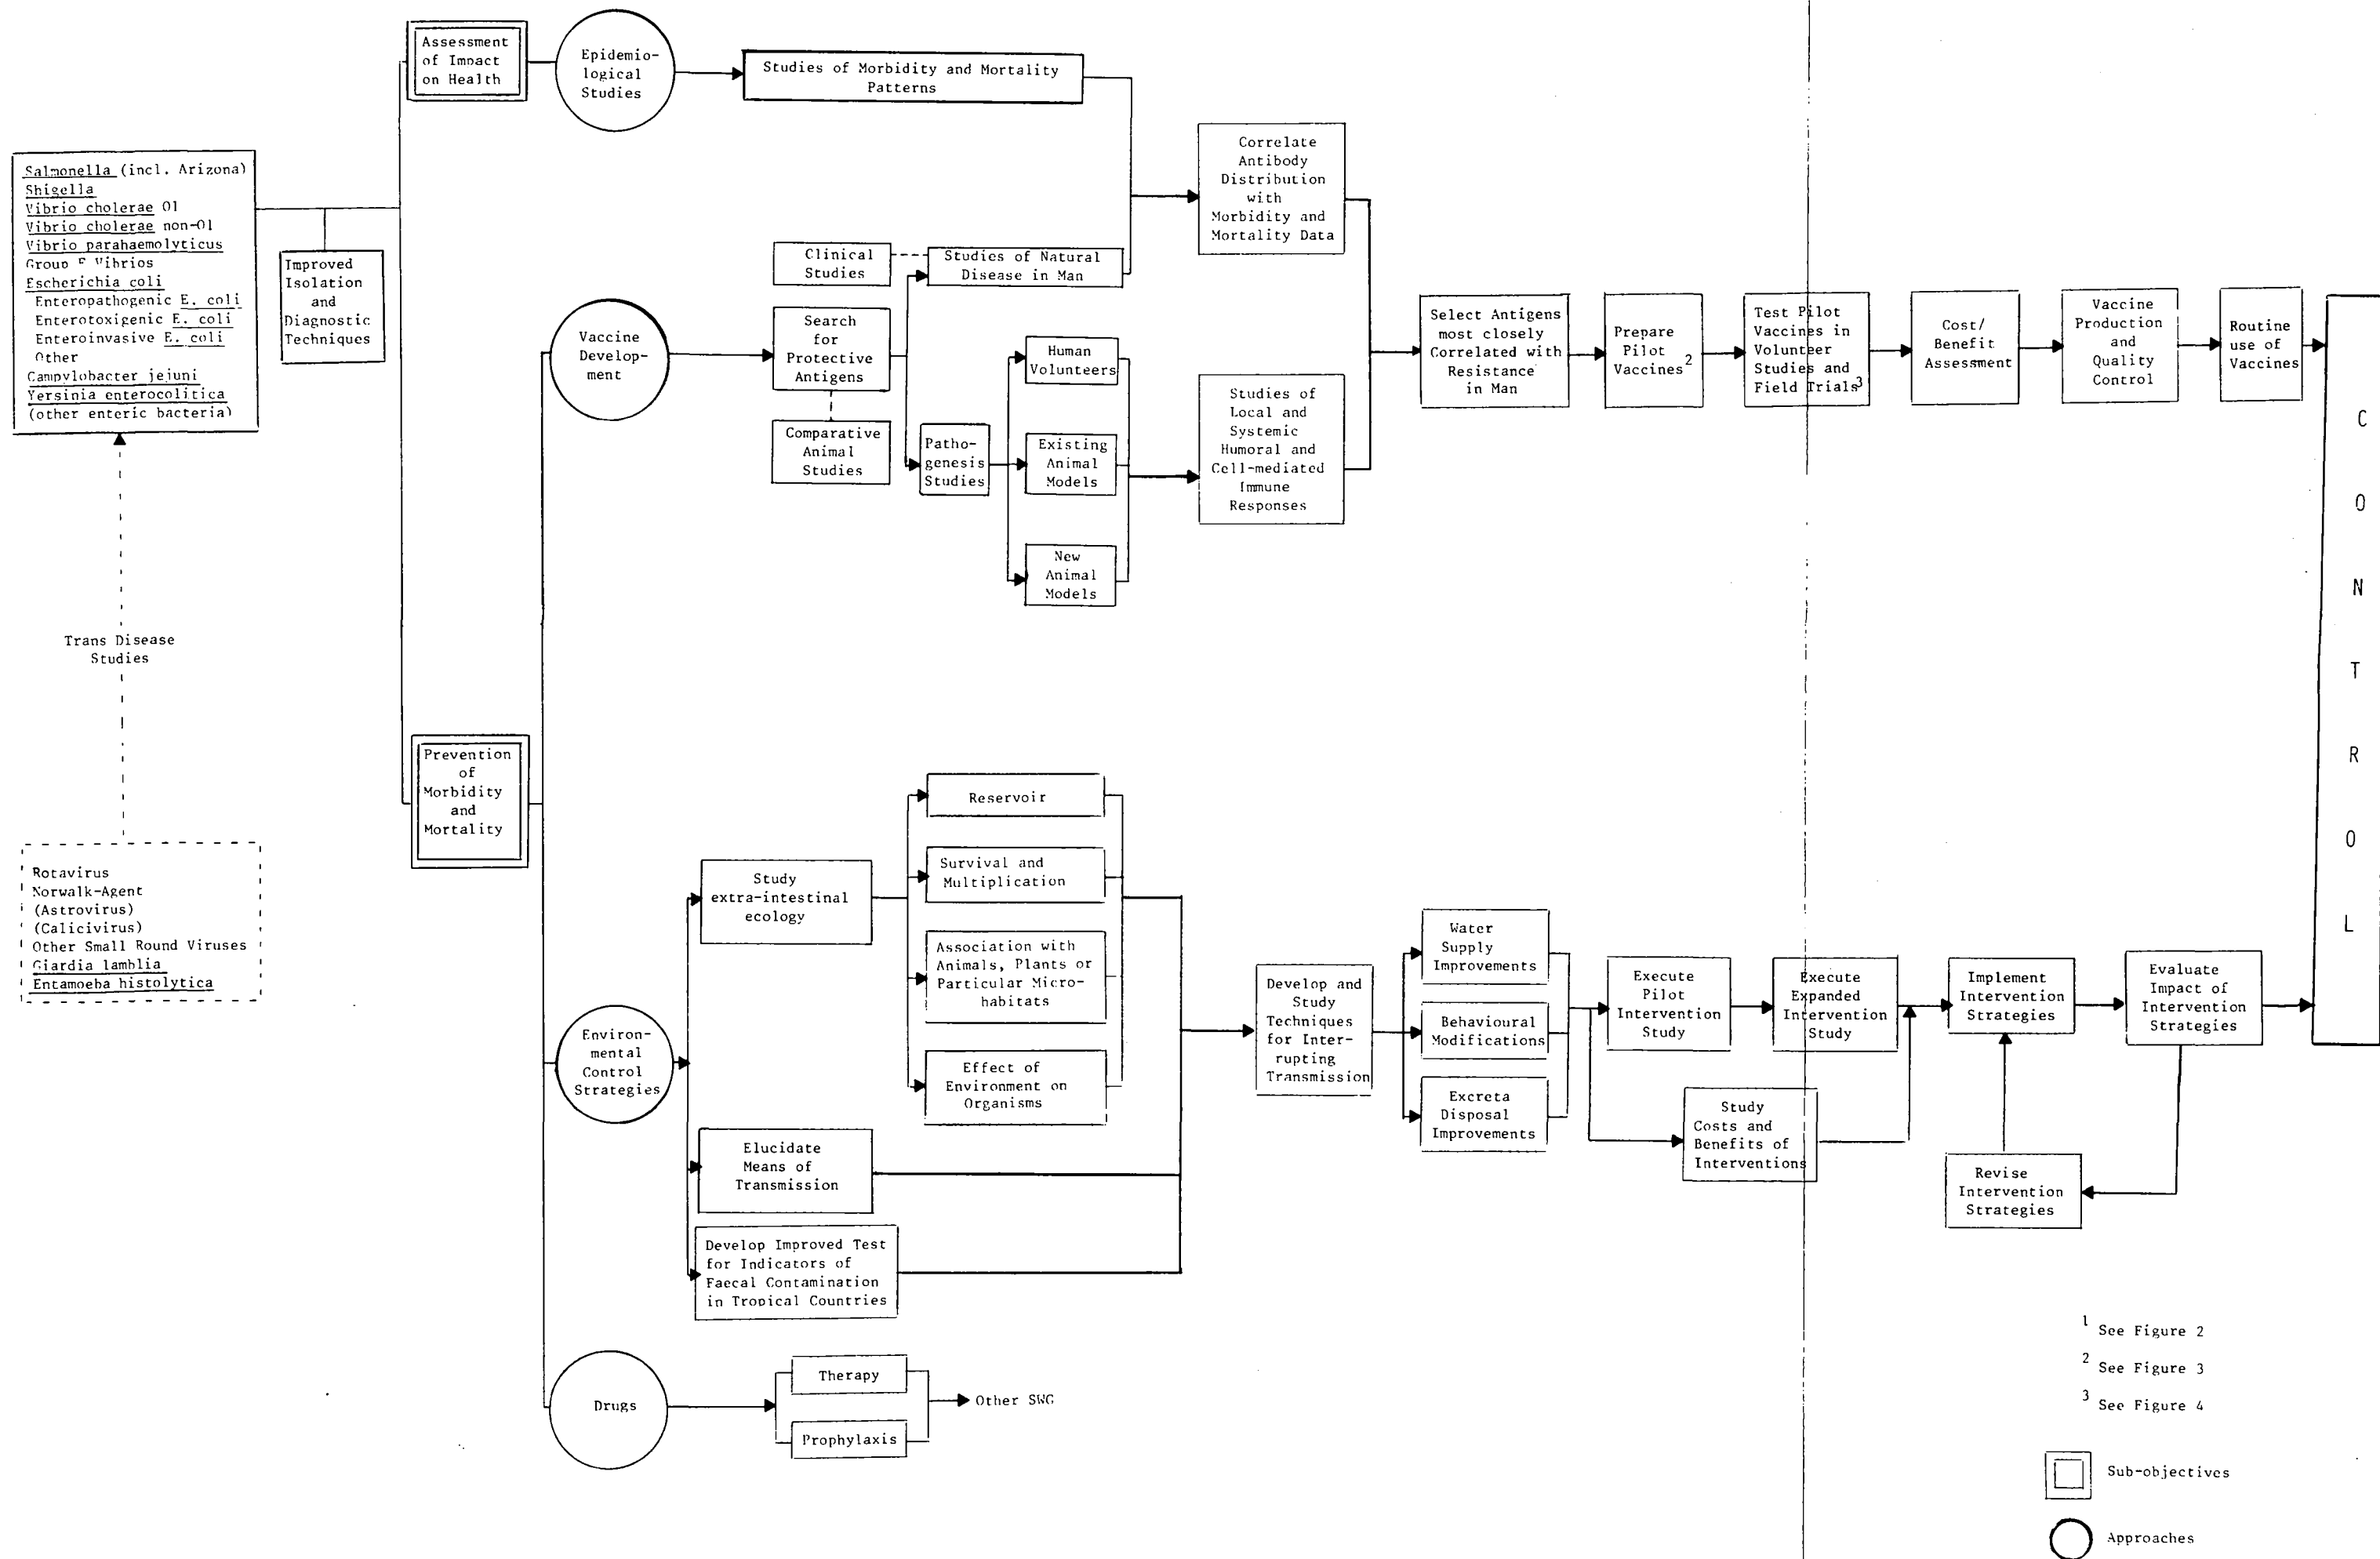 Assessment
of Impact
on Health
Epidemio-
logical
Studies
Studies of Morbidity and Mortality
Patterns
Salmonella (incl. Arizona)
Shigella
Vibrio cholerae 01
Vibrio cholerae non-01
Vibrio parahaemolyticus
Group F Vibrios
Escherichia coli
Enteropathogenic E. coli
Enterotoxigenic E. coli
Enteroinvasive E. coli
Other
Campylobacter jejuni
Yersinia enterocolitica
(other enteric bacteria)
Improved
Isolation
and
Diagnostic
Techniques
Correlate
Antibody
Distribution
with
Morbidity and
Mortality Data
Clinical
Studies
Studies of Natural
Disease in Man
Vaccine
Develop-
ment
Search
for
Protective
Antigens
Comparative
Animal
Studies
Patho-
genesis
Studies
Human
Volunteers
Existing
Animal
Models
New
Animal
Models
Studies of
Local and
Systemic
Humoral and
Cell-mediated
Immune
Responses
Select Antigens
most closely
Correlated with
Resistance
in Man
Prepare
Pilot
Vaccines 2
Test Pilot
Vaccines in
Volunteer
Studies and
Field Trials 3
Cost/
Benefit
Assessment
Vaccine
Production
and
Quality
Control
Routine
use of
Vaccines
C
O
N
T
R
O
L
Trans Disease
Studies
Rotavirus
Norwalk-Agent
(Astrovirus)
(Calicivirus)
Other Small Round Viruses
Giardia lamblia
Entamoeba histolytica
Prevention
of
Morbidity
and
Mortality
Environ-
mental
Control
Strategies
Study
extra-intestinal
ecology
Reservoir
Survival and
Multiplication
Association with
Animals, Plants or
Particular Micro-
habitats
Effect of
Environment on
Organisms
Elucidate
Means of
Transmission
Develop Improved Test
for Indicators of
Faecal Contamination
in Tropical Countries
Develop and
Study
Techniques
for Inter-
rupting
Transmission
Water
Supply
Improvements
Behavioural
Modifications
Excreta
Disposal
Improvements
Execute
Pilot
Intervention
Study
Execute
Expanded
Intervention
Study
Study
Costs and
Benefits of
Interventions
Implement
Intervention
Strategies
Evaluate
Impact of
Intervention
Strategies
Revise
Intervention
Strategies
Drugs
Therapy
Prophylaxis
Other SWG
1 See Figure 2
2 See Figure 3
3 See Figure 4
Sub-objectives
Approaches